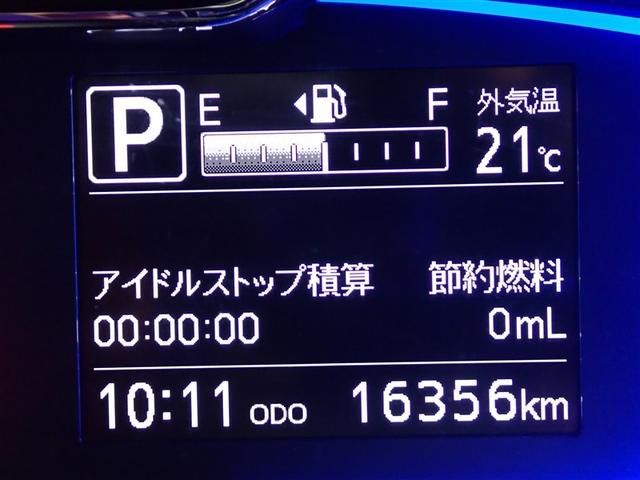 P E F 外気温
21℃
アイドルストップ積算 節約燃料
00:00:00 0mL
10:11 ODO 16356km